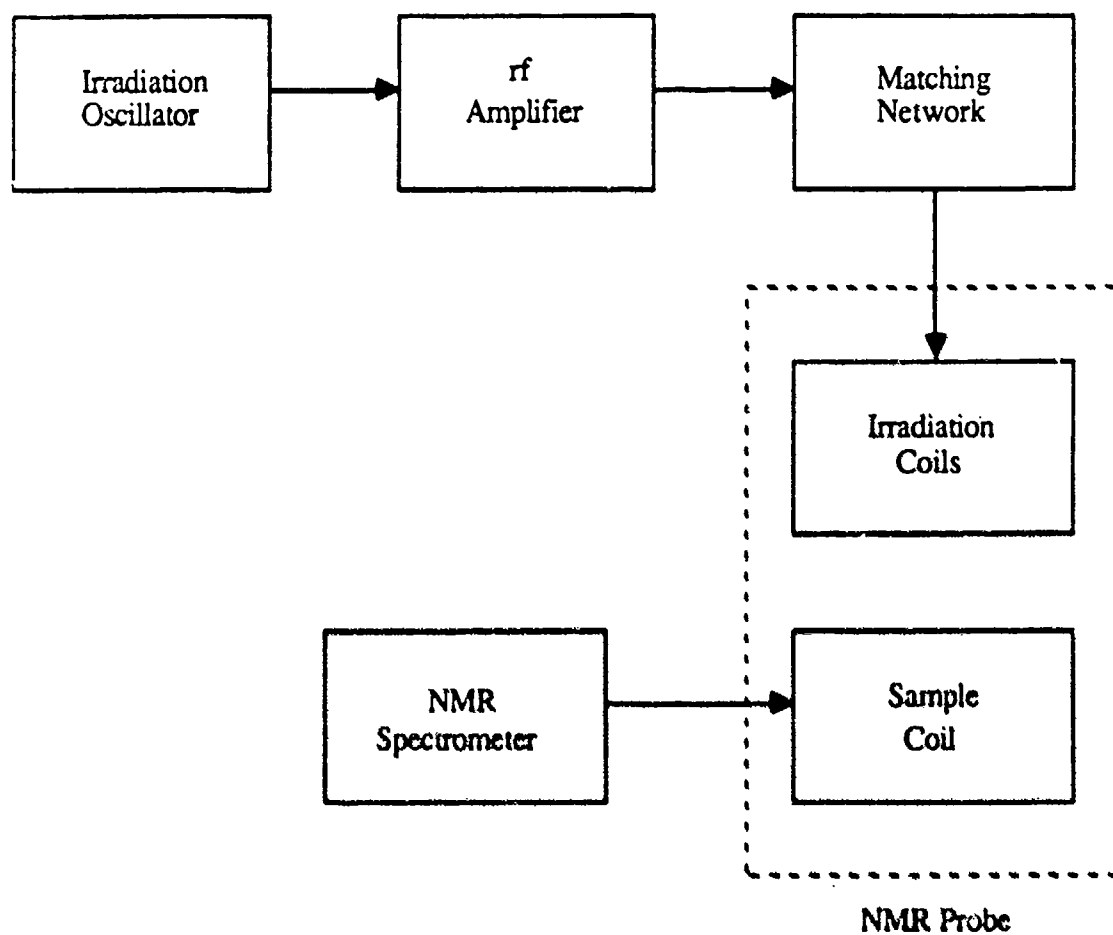 Irradiation
Oscillator
rf
Amplifier
Matching
Network
Irradiation
Coils
NMR
Spectrometer
Sample
Coil
NMR Probe